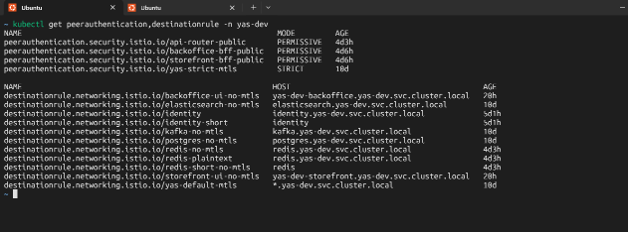 Ubuntu
Ubuntu
~ kubectl get peerauthentication,destinationrule -n yas-dev
NAME MODE AGE
peerauthentication.security.istio.io/api-router-public PERMISSIVE 4d3h
peerauthentication.security.istio.io/backoffice-bff-public PERMISSIVE 4d6h
peerauthentication.security.istio.io/storefront-bff-public PERMISSIVE 4d6h
peerauthentication.security.istio.io/yas-strict-mtls STRICT 10d
NAME HOST AGE
destinationrule.networking.istio.io/backoffice-ui-no-mtls yas-dev-backoffice.yas-dev.svc.cluster.local 20h
destinationrule.networking.istio.io/elasticsearch-no-mtls elasticsearch.yas-dev.svc.cluster.local 10d
destinationrule.networking.istio.io/identity identity.yas-dev.svc.cluster.local 5d1h
destinationrule.networking.istio.io/identity-short identity 5d1h
destinationrule.networking.istio.io/kafka-no-mtls kafka.yas-dev.svc.cluster.local 10d
destinationrule.networking.istio.io/postgres-no-mtls postgres.yas-dev.svc.cluster.local 10d
destinationrule.networking.istio.io/redis-no-mtls redis.yas-dev.svc.cluster.local 4d3h
destinationrule.networking.istio.io/redis-plaintext redis.yas-dev.svc.cluster.local 4d3h
destinationrule.networking.istio.io/redis-short-no-mtls redis 4d3h
destinationrule.networking.istio.io/storefront-ui-no-mtls yas-dev-storefront.yas-dev.svc.cluster.local 20h
destinationrule.networking.istio.io/yas-default-mtls *.yas-dev.svc.cluster.local 10d
~